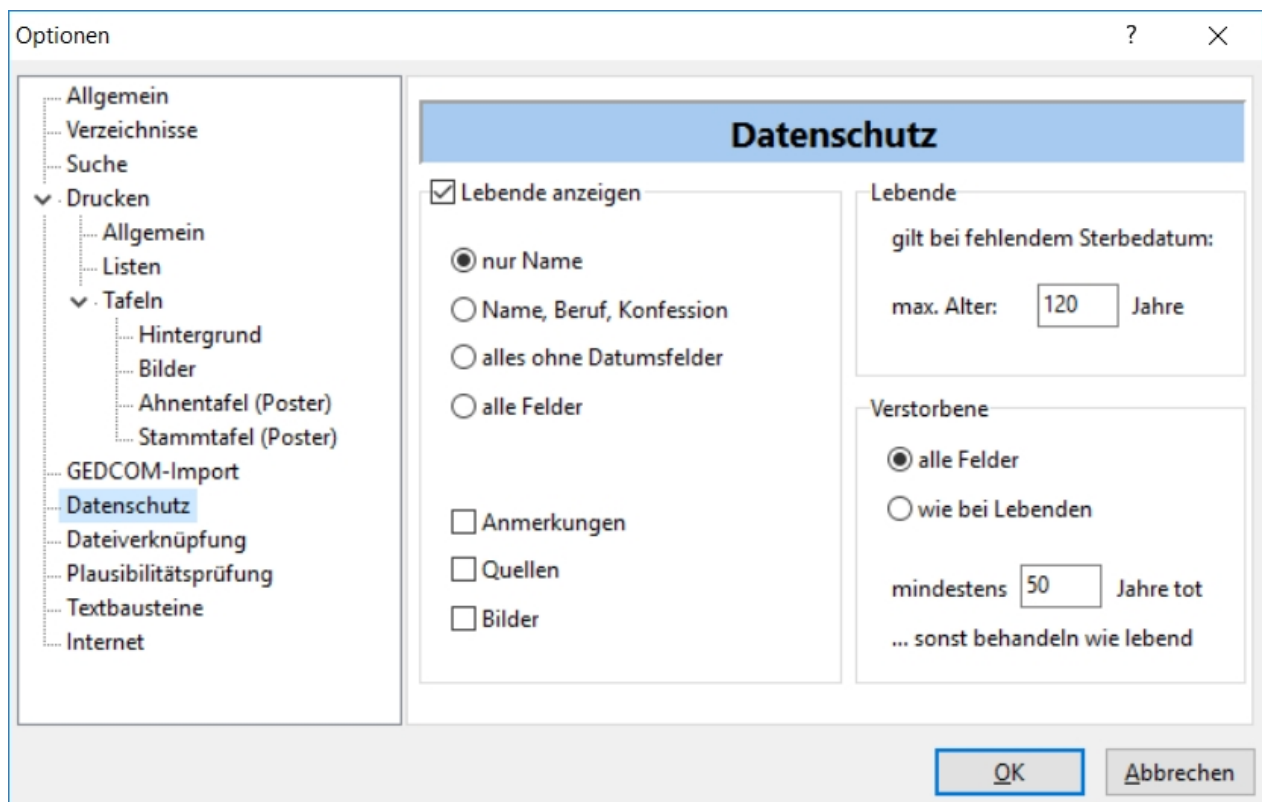 Optionen
?
Allgemein
Verzeichnisse
Suche
Drucken
Allgemein
Listen
Tafeln
Hintergrund
Bilder
Ahnentafel (Poster)
Stammtafel (Poster)
GEDCOM-Import
Datenschutz
Dateiverknüpfung
Plausibilitätsprüfung
Textbausteine
Internet
Datenschutz
Lebende anzeigen
nur Name
Name, Beruf, Konfession
alles ohne Datumsfelder
alle Felder
Anmerkungen
Quellen
Bilder
Lebende
gilt bei fehlendem Sterbedatum:
max. Alter: 120 Jahre
Verstorbene
alle Felder
wie bei Lebenden
mindestens 50 Jahre tot
... sonst behandeln wie lebend
OK
Abbrechen